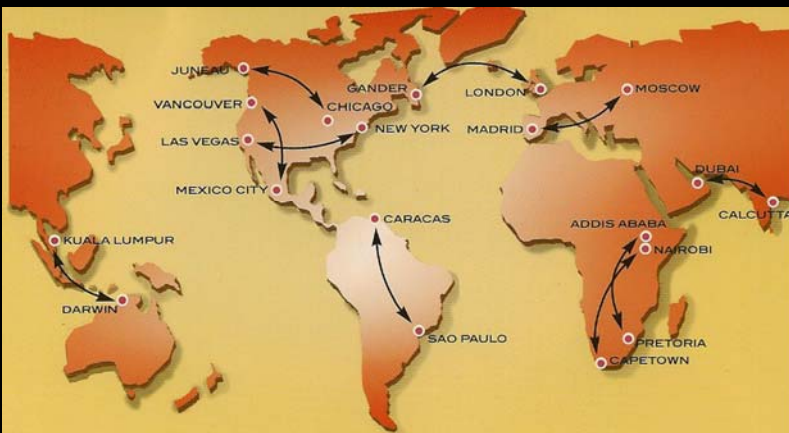 JUNEAU
GANDER
LONDON
MOSCOW
VANCOUVER
CHICAGO
NEW YORK
LAS VEGAS
MADRID
DUBAI
MEXICO CITY
CALCUTTA
CARACAS
ADDIS ABABA
KUALA LUMPUR
NAIROBI
DARWIN
SAO PAULO
PRETORIA
CAPETOWN